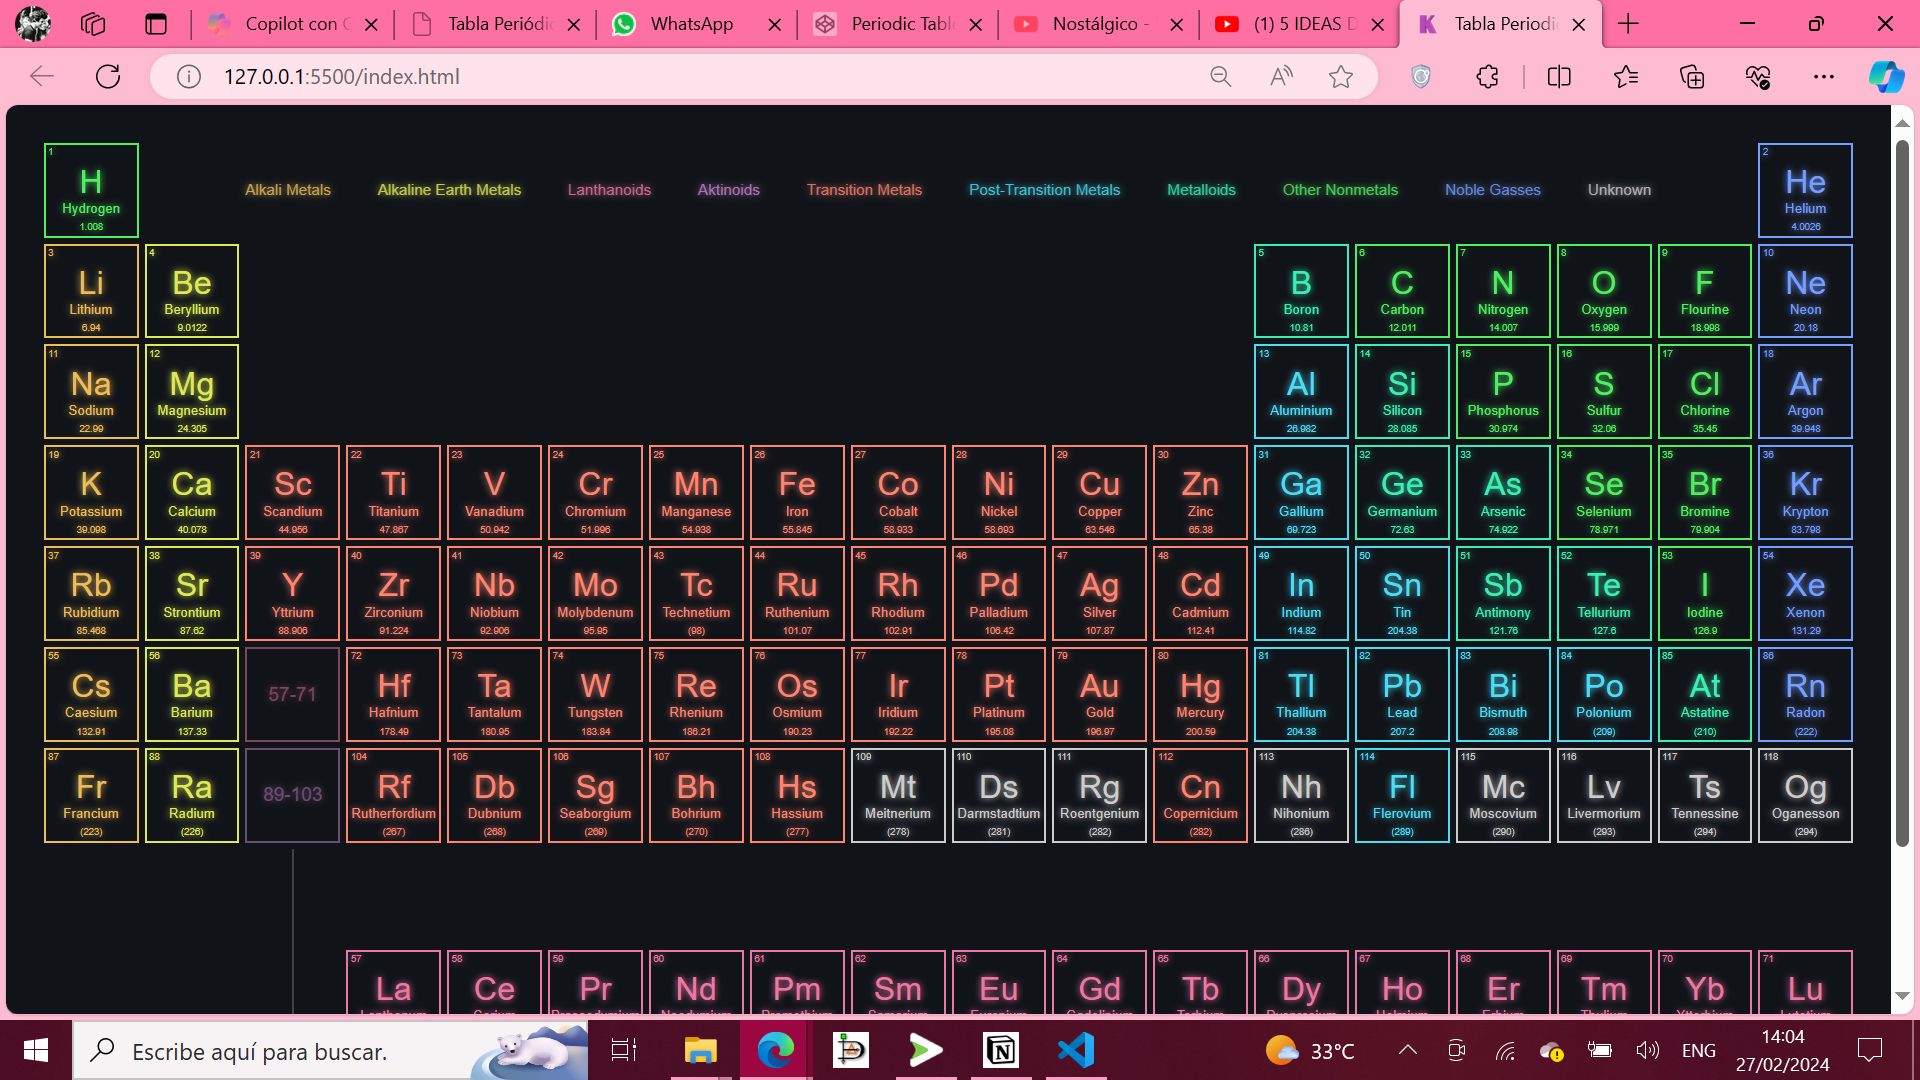 Copilot con G
Tabla Periódic
WhatsApp
Periodic Table
Nostálgico -
(1) 5 IDEAS D
Tabla Periodic
127.0.0.1:5500/index.html
Alkali Metals Alkaline Earth Metals Lanthanoids Aktinoids Transition Metals Post-Transition Metals Metalloids Other Nonmetals Noble Gasses Unknown
1 H Hydrogen 1.008
2 He Helium 4.0026
3 Li Lithium 6.94
4 Be Beryllium 9.0122
5 B Boron 10.81
6 C Carbon 12.011
7 N Nitrogen 14.007
8 O Oxygen 15.999
9 F Flourine 18.998
10 Ne Neon 20.18
11 Na Sodium 22.99
12 Mg Magnesium 24.305
13 Al Aluminium 26.982
14 Si Silicon 28.085
15 P Phosphorus 30.974
16 S Sulfur 32.06
17 Cl Chlorine 35.45
18 Ar Argon 39.948
19 K Potassium 39.098
20 Ca Calcium 40.078
21 Sc Scandium 44.956
22 Ti Titanium 47.867
23 V Vanadium 50.942
24 Cr Chromium 51.996
25 Mn Manganese 54.938
26 Fe Iron 55.845
27 Co Cobalt 58.933
28 Ni Nickel 58.693
29 Cu Copper 63.546
30 Zn Zinc 65.38
31 Ga Gallium 69.723
32 Ge Germanium 72.63
33 As Arsenic 74.922
34 Se Selenium 78.971
35 Br Bromine 79.904
36 Kr Krypton 83.798
37 Rb Rubidium 85.468
38 Sr Strontium 87.62
39 Y Yttrium 88.906
40 Zr Zirconium 91.224
41 Nb Niobium 92.906
42 Mo Molybdenum 95.95
43 Tc Technetium (98)
44 Ru Ruthenium 101.07
45 Rh Rhodium 102.91
46 Pd Palladium 106.42
47 Ag Silver 107.87
48 Cd Cadmium 112.41
49 In Indium 114.82
50 Sn Tin 204.38
51 Sb Antimony 121.76
52 Te Tellurium 127.6
53 I Iodine 126.9
54 Xe Xenon 131.29
55 Cs Caesium 132.91
56 Ba Barium 137.33
57-71
72 Hf Hafnium 178.49
73 Ta Tantalum 180.95
74 W Tungsten 183.84
75 Re Rhenium 186.21
76 Os Osmium 190.23
77 Ir Iridium 192.22
78 Pt Platinum 195.08
79 Au Gold 196.97
80 Hg Mercury 200.59
81 Tl Thallium 204.38
82 Pb Lead 207.2
83 Bi Bismuth 208.98
84 Po Polonium (209)
85 At Astatine (210)
86 Rn Radon (222)
87 Fr Francium (223)
88 Ra Radium (226)
89-103
104 Rf Rutherfordium (267)
105 Db Dubnium (268)
106 Sg Seaborgium (269)
107 Bh Bohrium (270)
108 Hs Hassium (277)
109 Mt Meitnerium (278)
110 Ds Darmstadtium (281)
111 Rg Roentgenium (282)
112 Cn Copernicium (282)
113 Nh Nihonium (286)
114 Fl Flerovium (289)
115 Mc Moscovium (290)
116 Lv Livermorium (293)
117 Ts Tennessine (294)
118 Og Oganesson (294)
57 La
58 Ce
59 Pr
60 Nd
61 Pm
62 Sm
63 Eu
64 Gd
65 Tb
66 Dy
67 Ho
68 Er
69 Tm
70 Yb
71 Lu
Escribe aquí para buscar.
33°C
ENG
14:04
27/02/2024